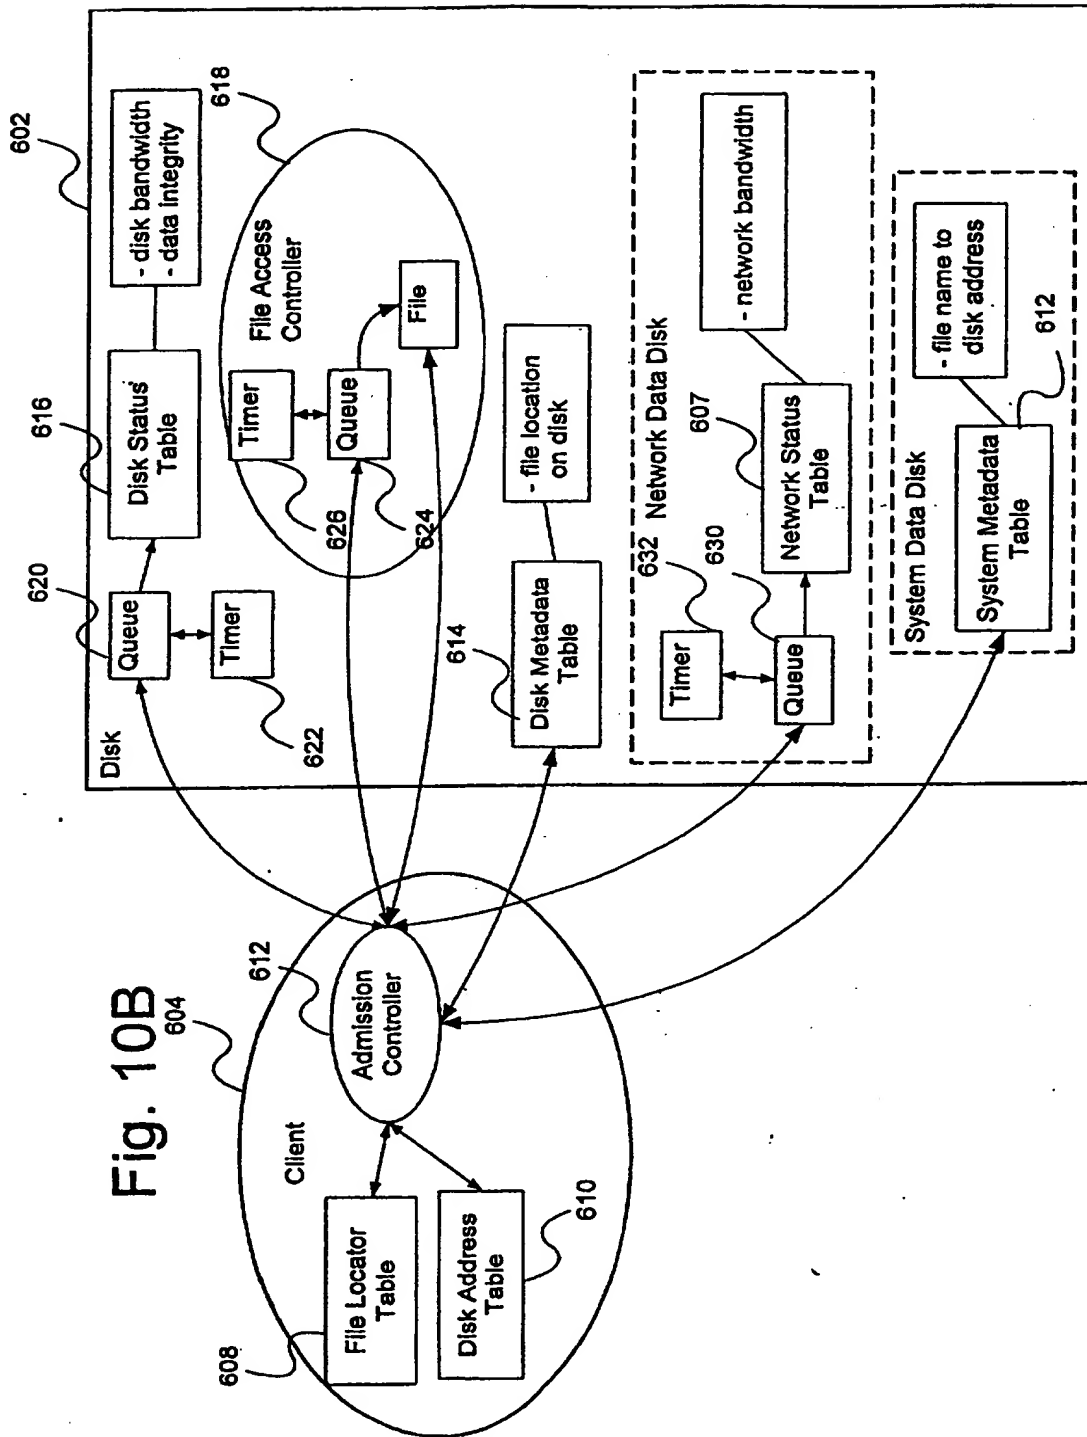 Fig. 10B
604
Client
608
File Locator
Table
Disk Address
Table
610
612
Admission
Controller
602
Disk
620
Queue
Timer
622
616
Disk Status
Table
- disk bandwidth
- data integrity
618
File Access
Controller
Timer
626
Queue
624
File
614
Disk Metadata
Table
- file location
on disk
Network Data Disk
632
Timer
630
Queue
607
Network Status
Table
- network bandwidth
System Data Disk
System Metadata
Table
612
- file name to
disk address